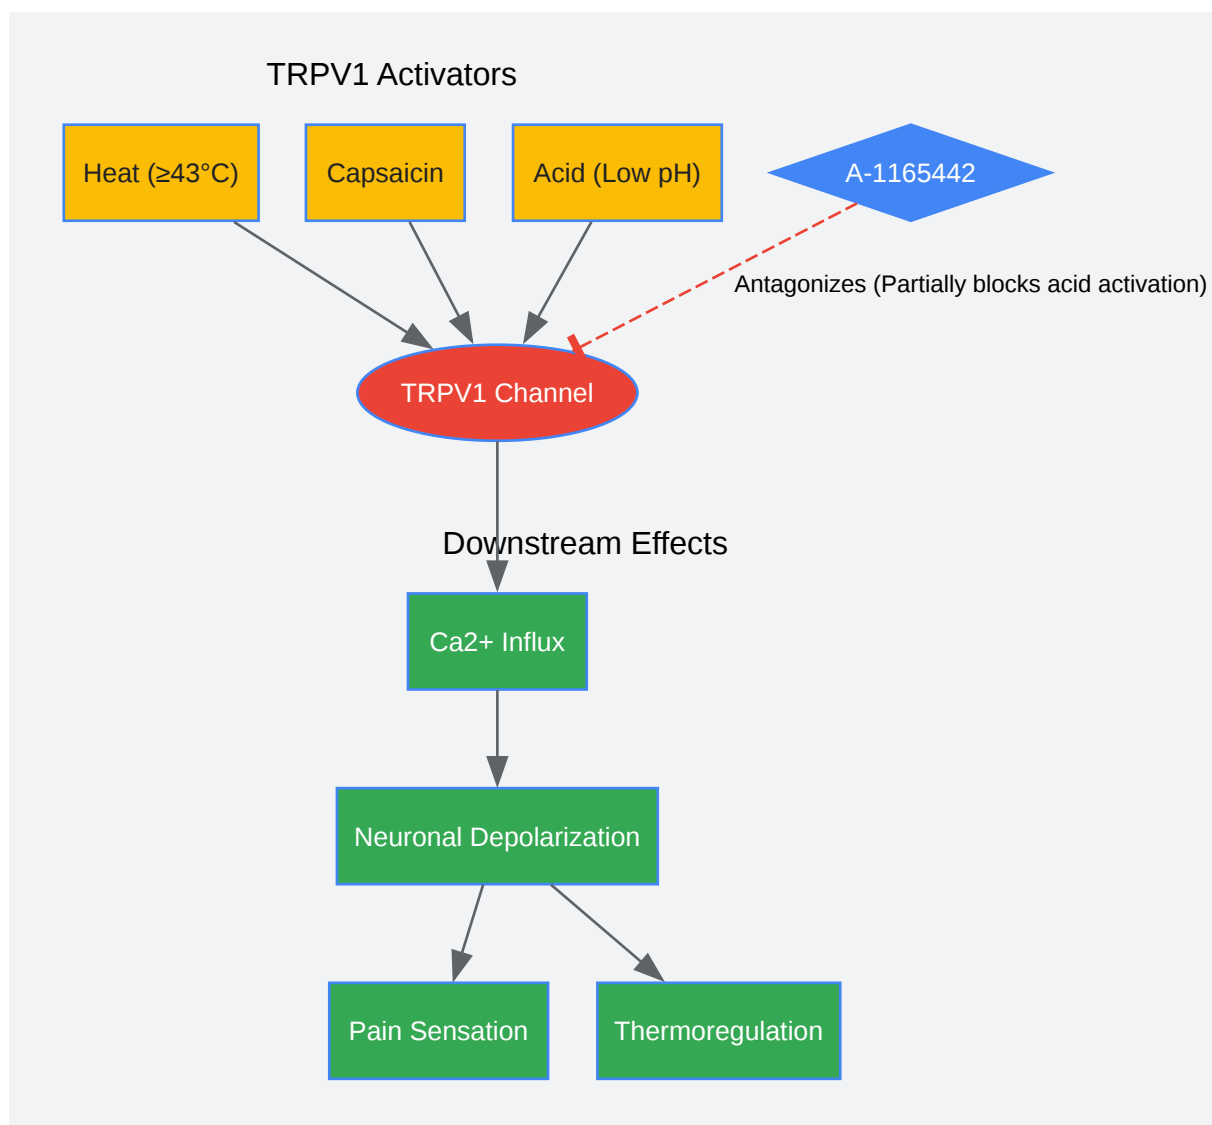 TRPV1 Activators
Heat (≥43°C)
Capsaicin
Acid (Low pH)
A-1165442
Antagonizes (Partially blocks acid activation)
TRPV1 Channel
Downstream Effects
Ca2+ Influx
Neuronal Depolarization
Pain Sensation
Thermoregulation